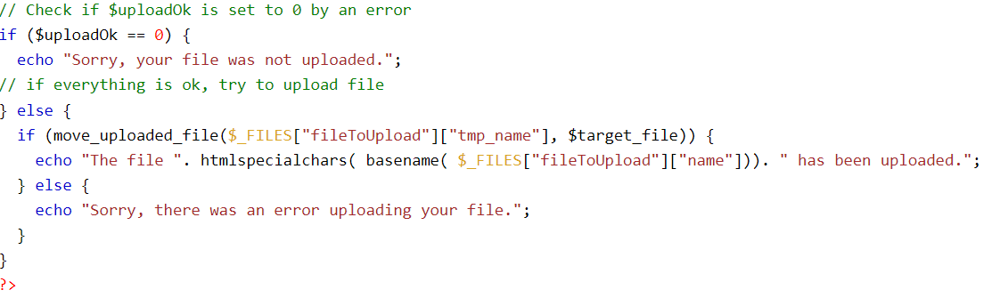 // Check if $uploadOk is set to 0 by an error
if ($uploadOk == 0) {
  echo "Sorry, your file was not uploaded.";
// if everything is ok, try to upload file
} else {
  if (move_uploaded_file($_FILES["fileToUpload"]["tmp_name"], $target_file)) {
    echo "The file ". htmlspecialchars( basename( $_FILES["fileToUpload"]["name"])). " has been uploaded.";
  } else {
    echo "Sorry, there was an error uploading your file.";
  }
}
?>